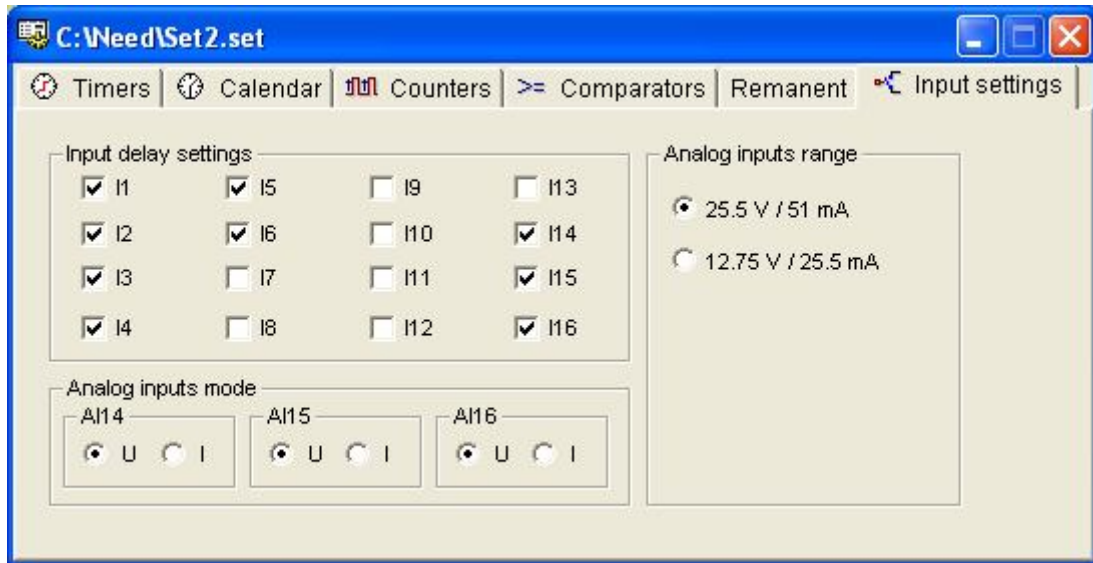 C:\Need\Set2.set
Timers Calendar Counters >= Comparators Remanent Input settings
Input delay settings
I1 I5 I9 I13
I2 I6 I10 I14
I3 I7 I11 I15
I4 I8 I12 I16
Analog inputs mode
AI14 AI15 AI16
U I U I U I
Analog inputs range
25.5 V / 51 mA
12.75 V / 25.5 mA